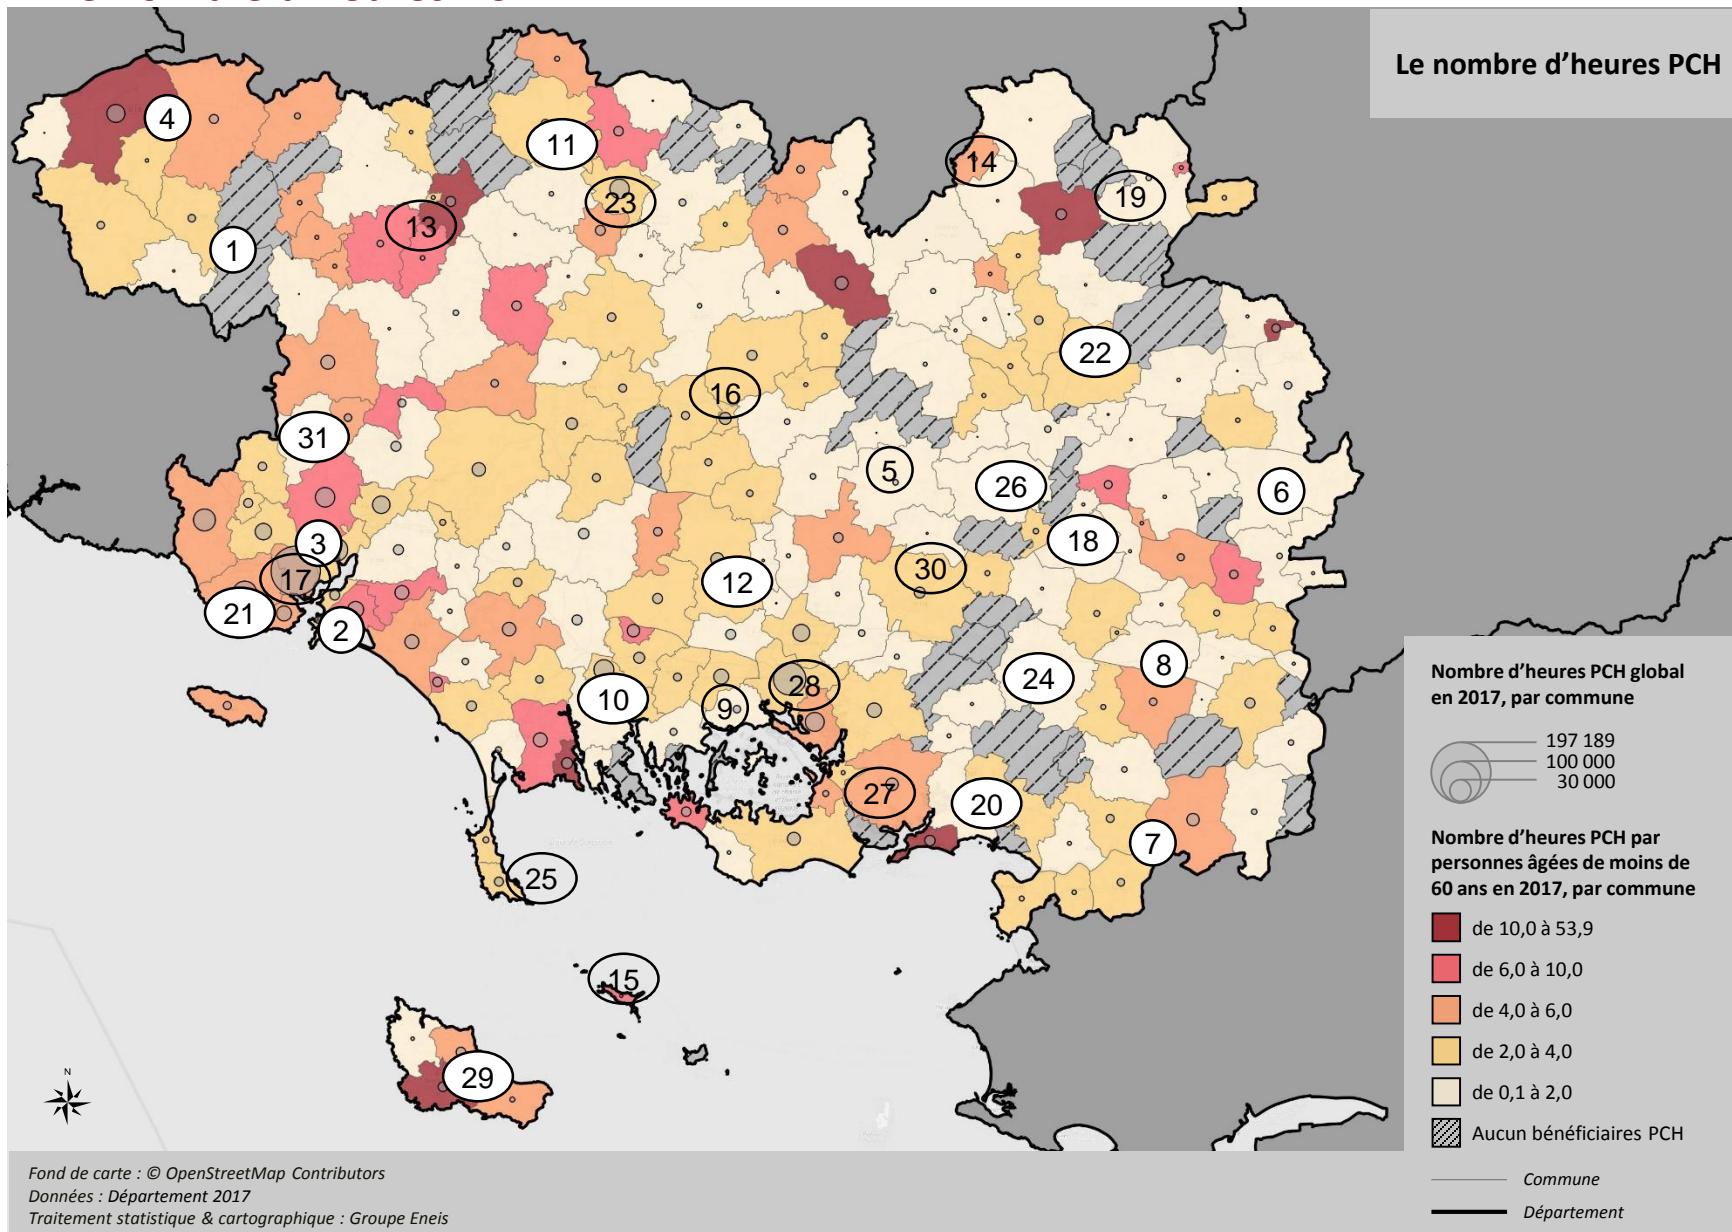 Le nombre d'heures PCH
4
11
14
23
19
13
1
22
16
31
5
26
6
3
18
17
12
30
21
2
8
24
28
10
9
27
20
7
25
15
29
N
Nombre d'heures PCH global
en 2017, par commune
197 189
100 000
30 000
Nombre d'heures PCH par
personnes âgées de moins de
60 ans en 2017, par commune
de 10,0 à 53,9
de 6,0 à 10,0
de 4,0 à 6,0
de 2,0 à 4,0
de 0,1 à 2,0
Aucun bénéficiaires PCH
Commune
Département
Fond de carte : © OpenStreetMap Contributors
Données : Département 2017
Traitement statistique & cartographique : Groupe Eneis